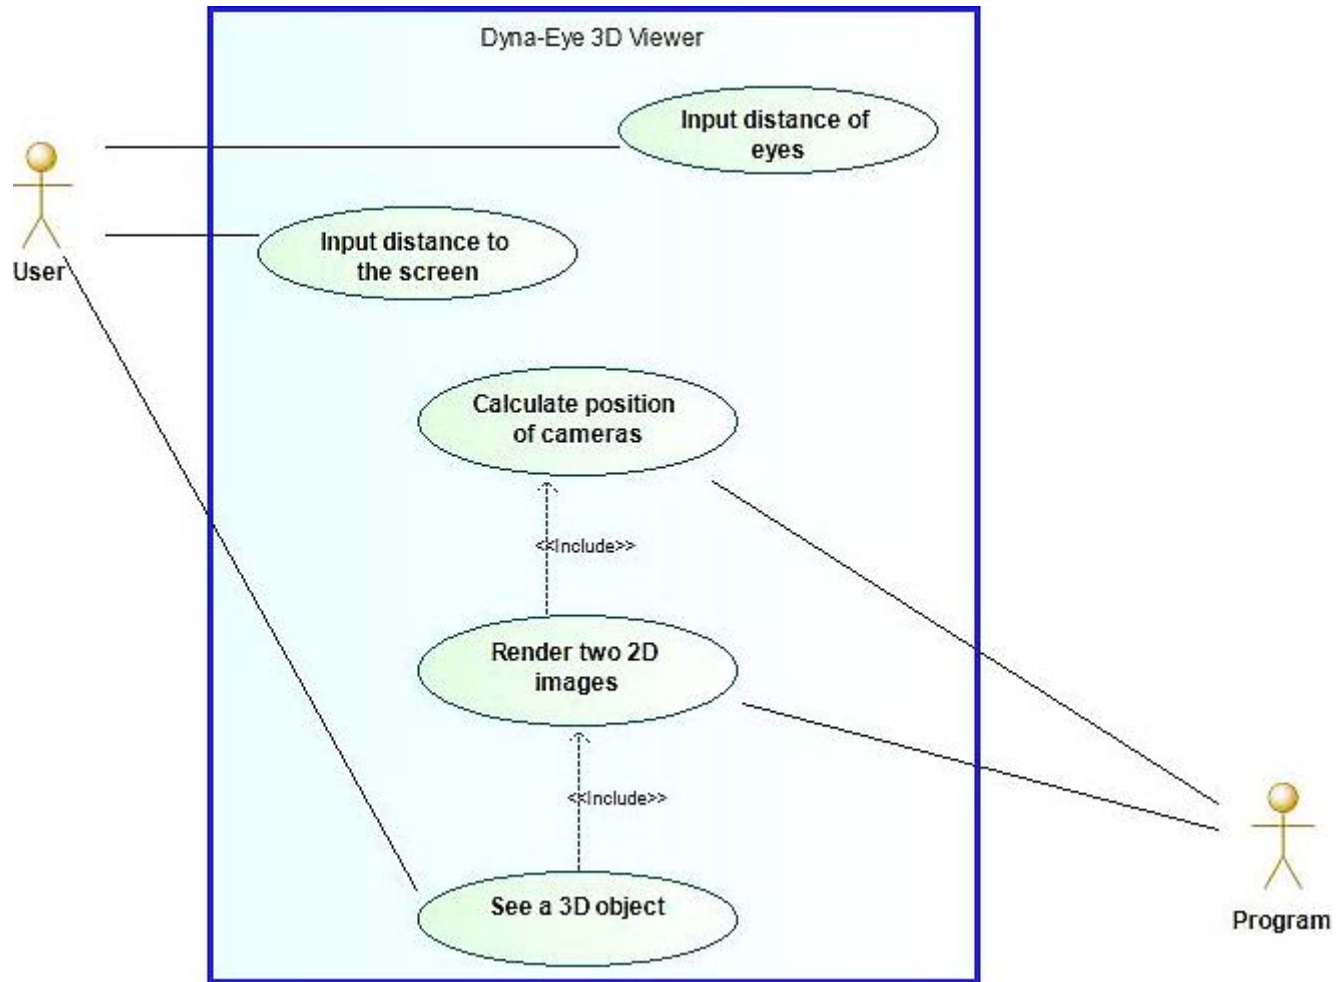 Dyna-Eye 3D Viewer
Input distance of
eyes
Input distance to
the screen
User
Calculate position
of cameras
<<Include>>
Render two 2D
images
<<Include>>
See a 3D object
Program